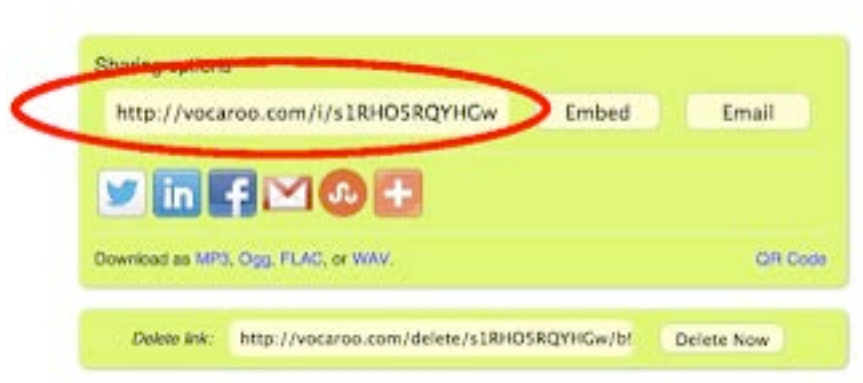 Sharing options
http://vocaroo.com/i/s1RHO5RQYHGw Embed Email
in f
Download as MP3, Ogg, FLAC, or WAV. QR Code
Delete link: http://vocaroo.com/delete/s1RHO5RQYHGw/b Delete Now